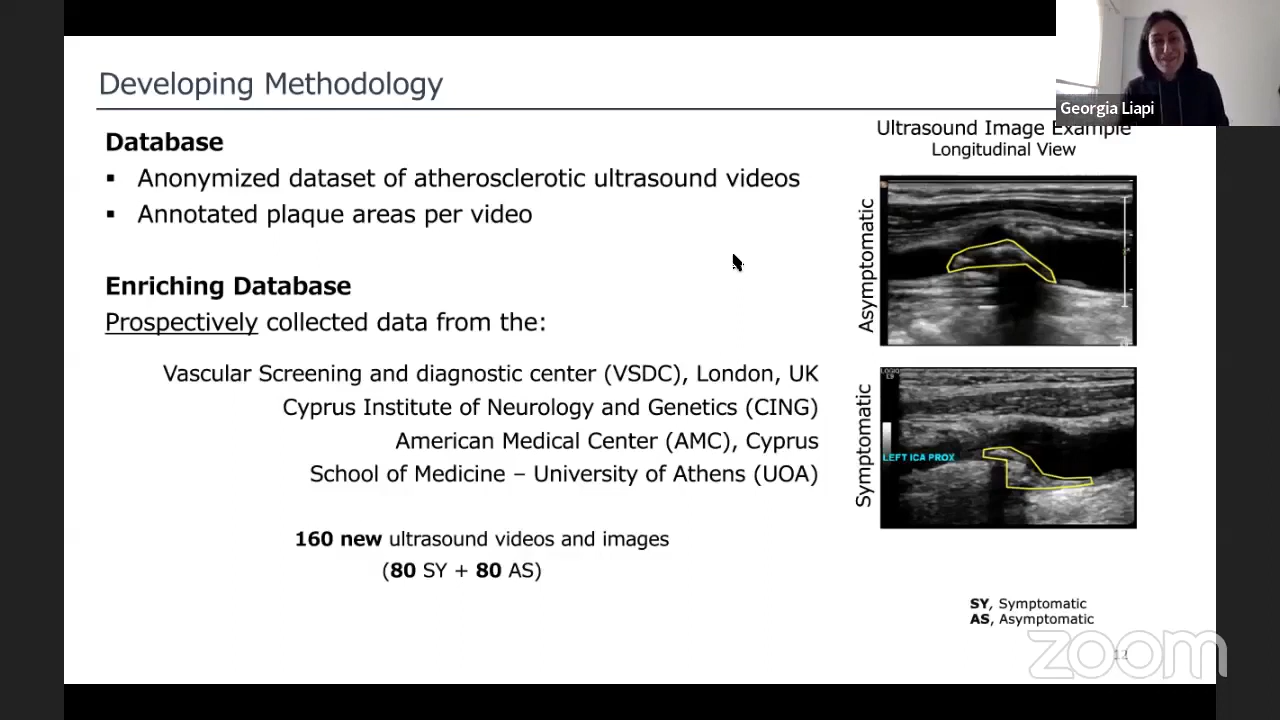 Developing Methodology
Georgia Liapi
Database
▪ Anonymized dataset of atherosclerotic ultrasound videos
▪ Annotated plaque areas per video
Enriching Database
Prospectively collected data from the:
Vascular Screening and diagnostic center (VSDC), London, UK
Cyprus Institute of Neurology and Genetics (CING)
American Medical Center (AMC), Cyprus
School of Medicine – University of Athens (UOA)
160 new ultrasound videos and images
(80 SY + 80 AS)
Ultrasound Image Example
Longitudinal View
Asymptomatic
Symptomatic
LEFT ICA PROX
SY, Symptomatic
AS, Asymptomatic
12
zoom